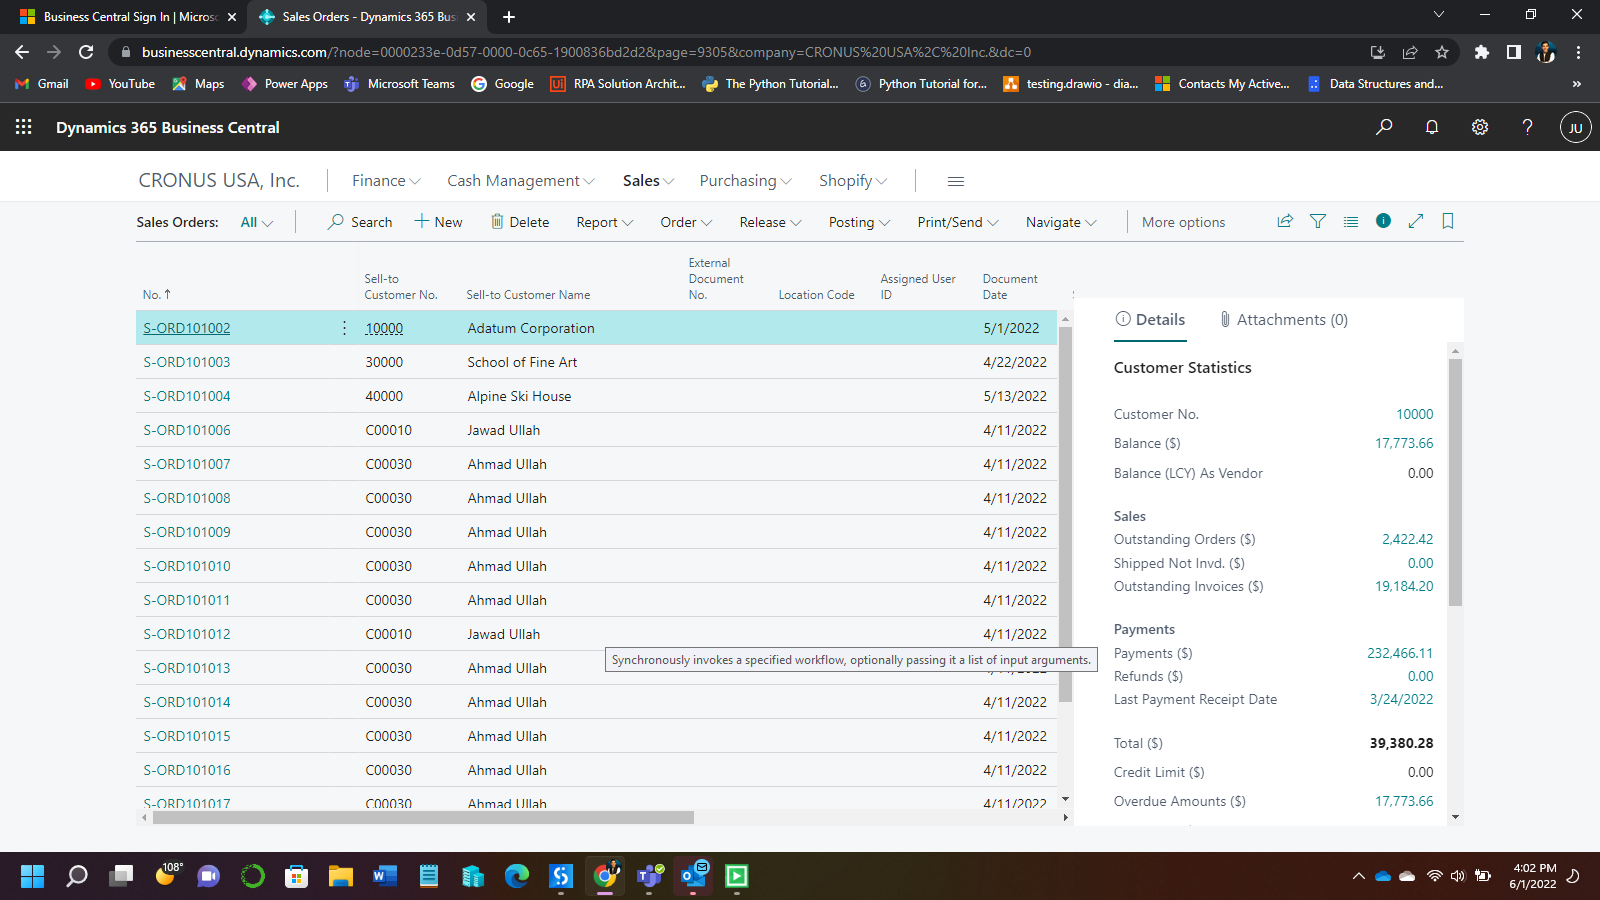 Business Central Sign In | Micros
Sales Orders - Dynamics 365 Bus
businesscentral.dynamics.com/?node=0000233e-0d57-0000-0c65-1900836bd2d2&page=9305&company=CRONUS%20USA%2C%20Inc.&dc=0
Gmail YouTube Maps Power Apps Microsoft Teams Google RPA Solution Archit... The Python Tutorial... Python Tutorial for... testing.drawio - dia... Contacts My Active... Data Structures and... »
Dynamics 365 Business Central
JU
CRONUS USA, Inc. Finance Cash Management Sales Purchasing Shopify
Sales Orders: All Search New Delete Report Order Release Posting Print/Send Navigate More options
No. ↑ Sell-to Customer No. Sell-to Customer Name External Document No. Location Code Assigned User ID Document Date
S-ORD101002 10000 Adatum Corporation 5/1/2022
S-ORD101003 30000 School of Fine Art 4/22/2022
S-ORD101004 40000 Alpine Ski House 5/13/2022
S-ORD101006 C00010 Jawad Ullah 4/11/2022
S-ORD101007 C00030 Ahmad Ullah 4/11/2022
S-ORD101008 C00030 Ahmad Ullah 4/11/2022
S-ORD101009 C00030 Ahmad Ullah 4/11/2022
S-ORD101010 C00030 Ahmad Ullah 4/11/2022
S-ORD101011 C00030 Ahmad Ullah 4/11/2022
S-ORD101012 C00010 Jawad Ullah 4/11/2022
Synchronously invokes a specified workflow, optionally passing it a list of input arguments.
S-ORD101013 C00030 Ahmad Ullah
S-ORD101014 C00030 Ahmad Ullah 4/11/2022
S-ORD101015 C00030 Ahmad Ullah 4/11/2022
S-ORD101016 C00030 Ahmad Ullah 4/11/2022
S-ORD101017 C00030 Ahmad Ullah 4/11/2022
Details Attachments (0)
Customer Statistics
Customer No. 10000
Balance ($) 17,773.66
Balance (LCY) As Vendor 0.00
Sales
Outstanding Orders ($) 2,422.42
Shipped Not Invd. ($) 0.00
Outstanding Invoices ($) 19,184.20
Payments
Payments ($) 232,466.11
Refunds ($) 0.00
Last Payment Receipt Date 3/24/2022
Total ($) 39,380.28
Credit Limit ($) 0.00
Overdue Amounts ($) 17,773.66
108°
4:02 PM
6/1/2022